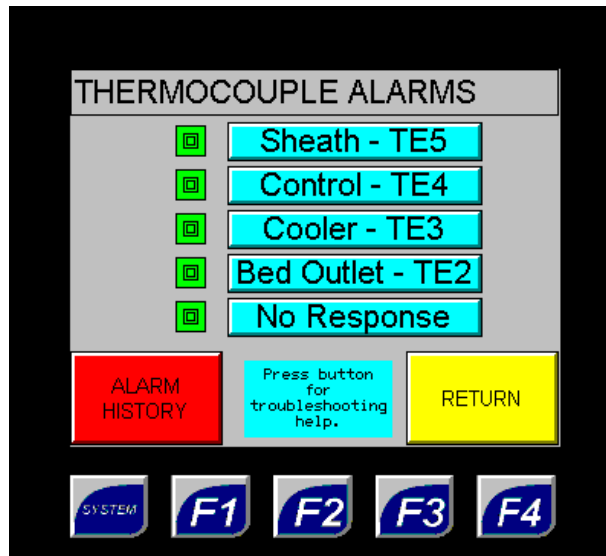 THERMOCOUPLE ALARMS
Sheath - TE5
Control - TE4
Cooler - TE3
Bed Outlet - TE2
No Response
ALARM
HISTORY
Press button
for
troubleshooting
help.
RETURN
SYSTEM
F1
F2
F3
F4